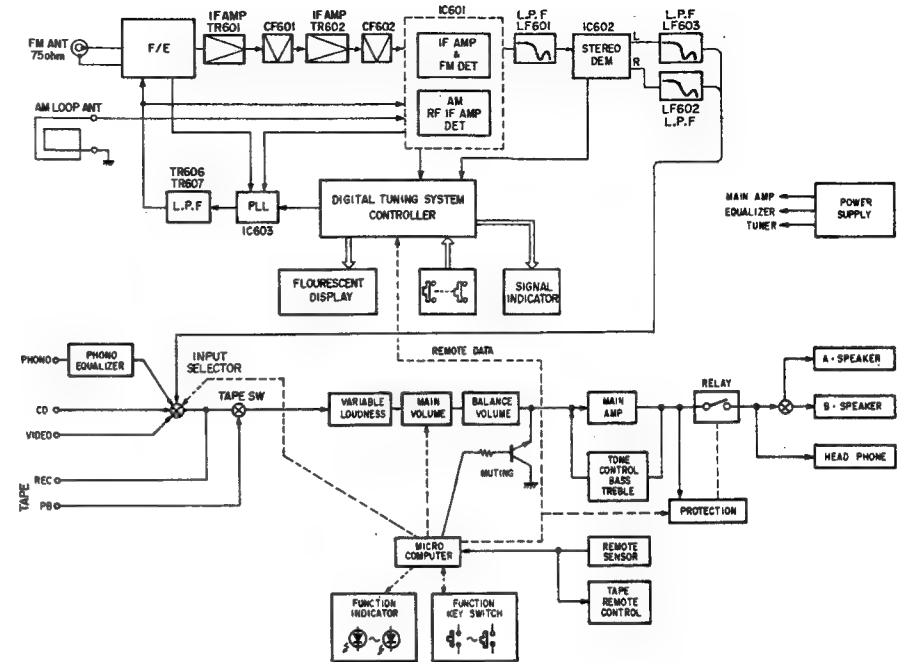 FM ANT
75ohm
F/E
IF AMP
TR601
CF601
IF AMP
TR602
CF602
IC601
IF AMP
&
FM DET
AM
RF IF AMP
DET
L.P.F
LF601
IC602
STEREO
DEM
L
R
L.P.F
LF603
LF602
L.P.F
AM LOOP ANT
TR606
TR607
L.P.F
PLL
IC603
DIGITAL TUNING SYSTEM
CONTROLLER
FLOURESCENT
DISPLAY
SIGNAL
INDICATOR
MAIN AMP
EQUALIZER
TUNER
POWER
SUPPLY
REMOTE DATA
PHONO
PHONO
EQUALIZER
INPUT
SELECTOR
TAPE SW
CD
VIDEO
TAPE
REC
PB
VARIABLE
LOUDNESS
MAIN
VOLUME
BALANCE
VOLUME
MUTING
MAIN
AMP
TONE
CONTROL
BASS
TREBLE
RELAY
PROTECTION
A - SPEAKER
B - SPEAKER
HEAD PHONE
MICRO
COMPUTER
REMOTE
SENSOR
TAPE
REMOTE
CONTROL
FUNCTION
INDICATOR
FUNCTION
KEY SWITCH